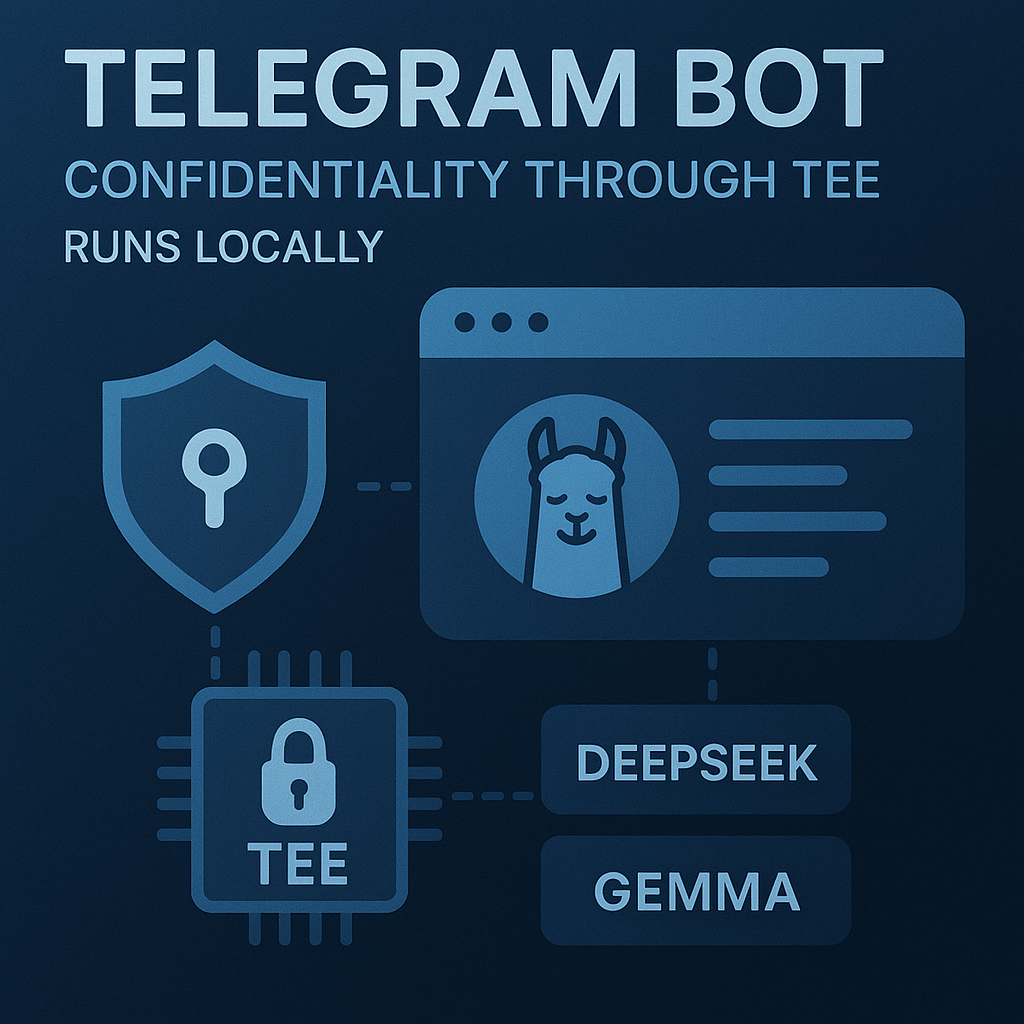 TELEGRAM BOT
CONFIDENTIALITY THROUGH TEE
RUNS LOCALLY
TEE
DEEPSEEK
GEMMA